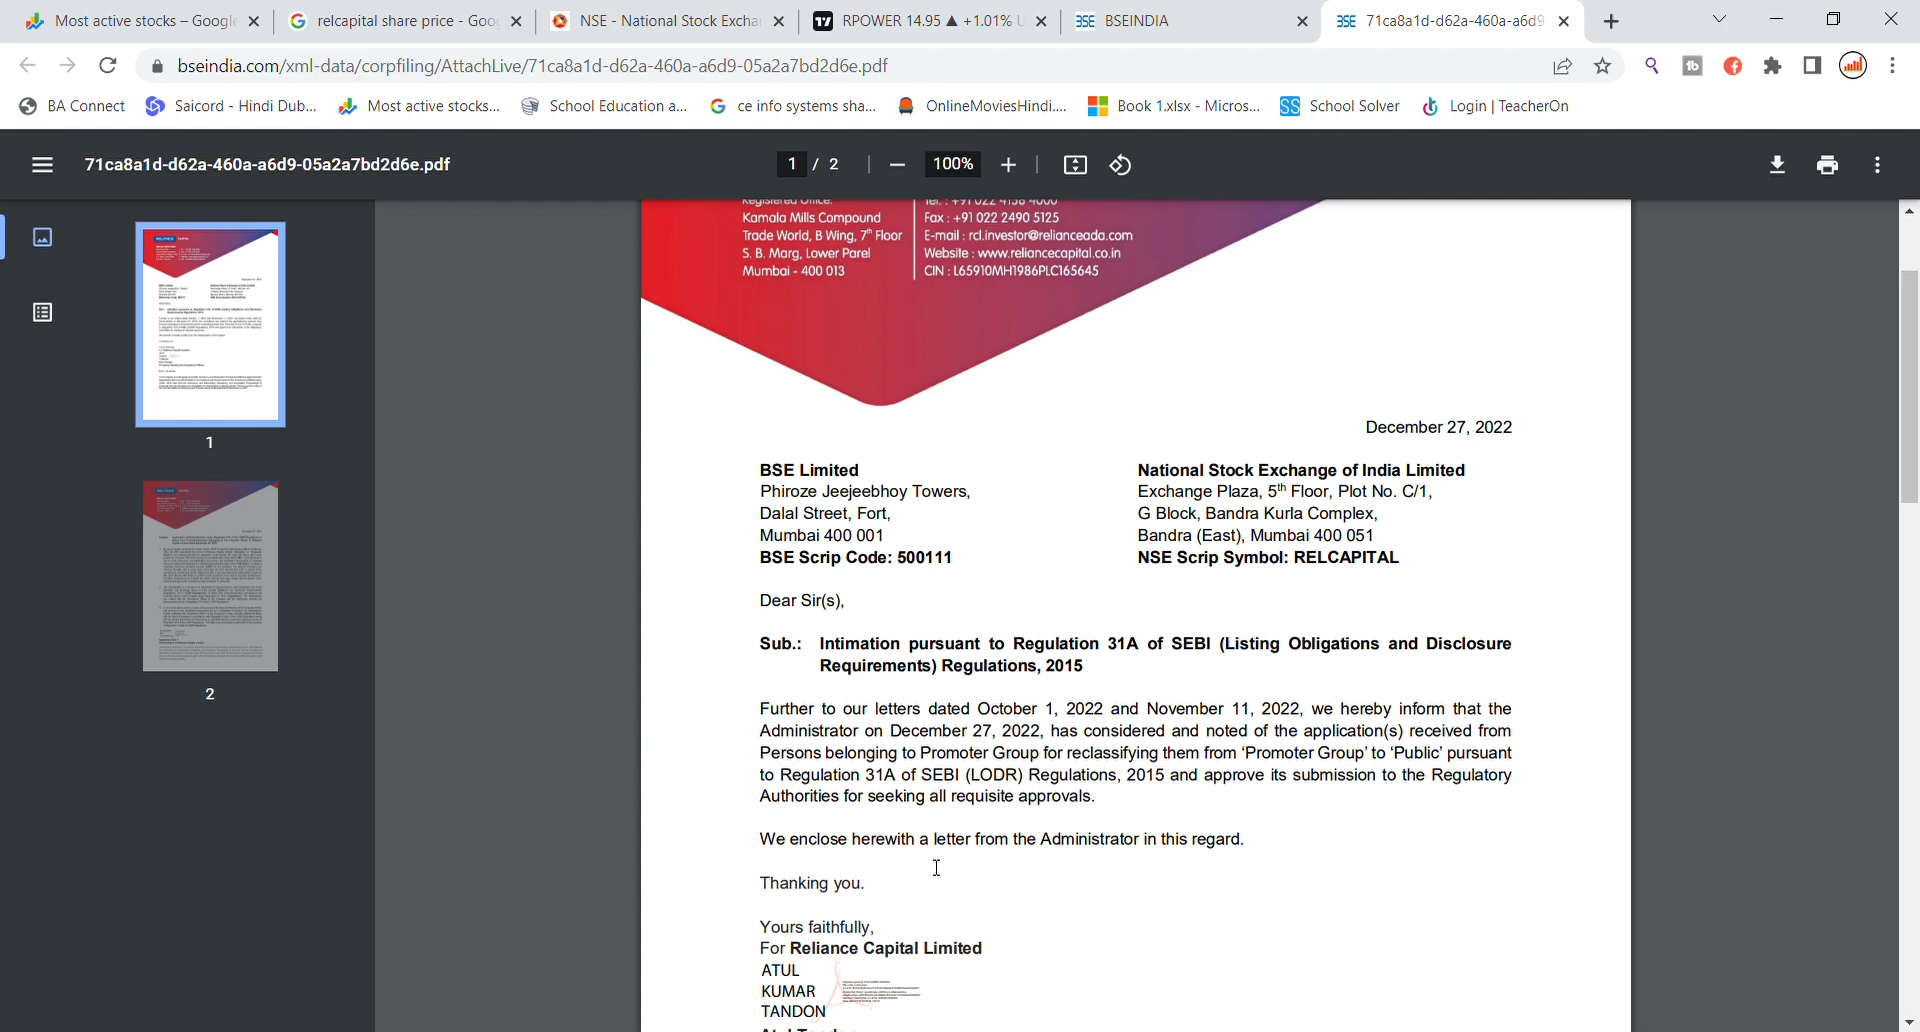 Most active stocks – Google
relcapital share price - Goo
NSE - National Stock Excha
RPOWER 14.95 ▲ +1.01% U
BSEINDIA
71ca8a1d-d62a-460a-a6d9
bseindia.com/xml-data/corpfiling/AttachLive/71ca8a1d-d62a-460a-a6d9-05a2a7bd2d6e.pdf
BA Connect
Saicord - Hindi Dub...
Most active stocks...
School Education a...
ce info systems sha...
OnlineMoviesHindi....
Book 1.xlsx - Micros...
School Solver
Login | TeacherOn
71ca8a1d-d62a-460a-a6d9-05a2a7bd2d6e.pdf
1 / 2
100%
1
2
Registered Office:
Kamala Mills Compound
Trade World, B Wing, 7th Floor
S. B. Marg, Lower Parel
Mumbai - 400 013
Tel. : +91 022 4158 4000
Fax : +91 022 2490 5125
E-mail : rcl.investor@relianceada.com
Website : www.reliancecapital.co.in
CIN : L65910MH1986PLC165645
December 27, 2022
BSE Limited
Phiroze Jeejeebhoy Towers,
Dalal Street, Fort,
Mumbai 400 001
BSE Scrip Code: 500111
National Stock Exchange of India Limited
Exchange Plaza, 5th Floor, Plot No. C/1,
G Block, Bandra Kurla Complex,
Bandra (East), Mumbai 400 051
NSE Scrip Symbol: RELCAPITAL
Dear Sir(s),
Sub.: Intimation pursuant to Regulation 31A of SEBI (Listing Obligations and Disclosure
Requirements) Regulations, 2015
Further to our letters dated October 1, 2022 and November 11, 2022, we hereby inform that the
Administrator on December 27, 2022, has considered and noted of the application(s) received from
Persons belonging to Promoter Group for reclassifying them from ‘Promoter Group’ to ‘Public’ pursuant
to Regulation 31A of SEBI (LODR) Regulations, 2015 and approve its submission to the Regulatory
Authorities for seeking all requisite approvals.
We enclose herewith a letter from the Administrator in this regard.
Thanking you.
Yours faithfully,
For Reliance Capital Limited
ATUL
KUMAR
TANDON